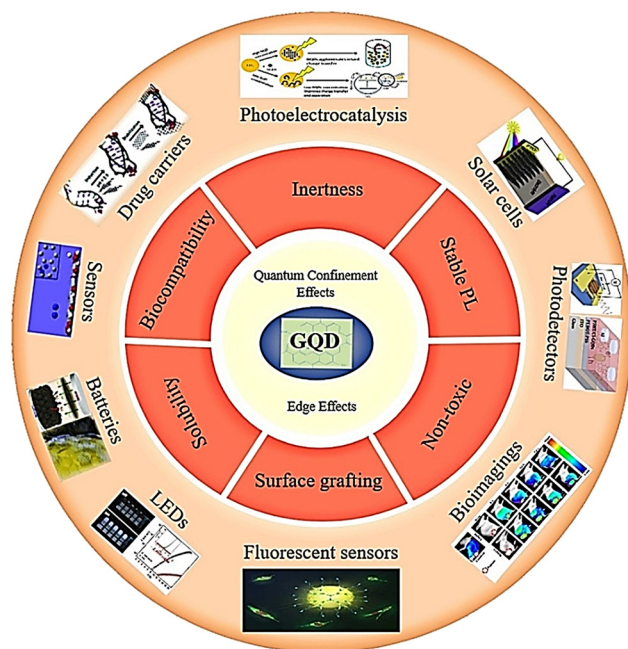 Photoelectrocatalysis
Solar cells
Photodetectors
Bioimagings
Fluorescent sensors
LEDs
Batteries
Sensors
Drug carriers
Inertness
Stable PL
Non-toxic
Surface grafting
Solubility
Biocompatibility
Quantum Confinement
Effects
GQD
Edge Effects